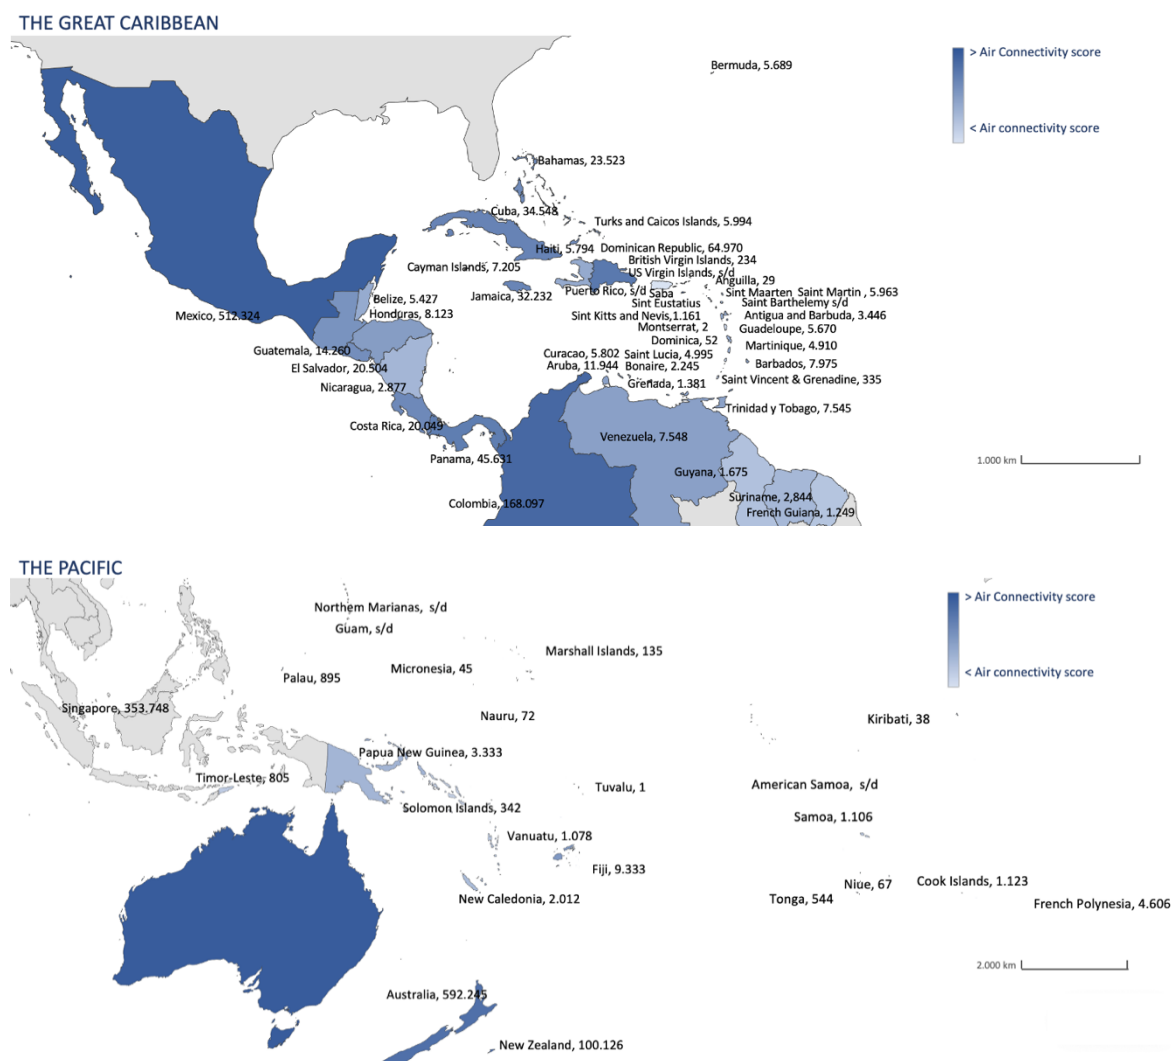 THE GREAT CARIBBEAN
> Air Connectivity score
< Air connectivity score
Bermuda, 5.689
Bahamas, 23.523
Cuba, 34.548
Turks and Caicos Islands, 5.994
Haiti, 5.794
Dominican Republic, 64.970
British Virgin Islands, 234
Cayman Islands, 7.205
US Virgin Islands, s/d
Anguilla, 29
Jamaica, 32.232
Puerto Rico, s/d
Saba
Sint Maarten
Saint Martin , 5.963
Belize, 5.427
Sint Eustatius
Saint Barthelemy s/d
Mexico, 512.324
Honduras, 8.123
Sint Kitts and Nevis,1.161
Antigua and Barbuda, 3.446
Montserrat, 2
Guadeloupe, 5.670
Dominica, 52
Martinique, 4.910
Guatemala, 14.260
Curacao, 5.802
Saint Lucia, 4.995
El Salvador, 20.504
Aruba, 11.944
Bonaire, 2.245
Barbados, 7.975
Nicaragua, 2.877
Grenada, 1.381
Saint Vincent & Grenadine, 335
Trinidad y Tobago, 7.545
Costa Rica, 20.049
Venezuela, 7.548
Panama, 45.631
1.000 km
Guyana, 1.675
Colombia, 168.097
Suriname, 2,844
French Guiana, 1.249
THE PACIFIC
> Air Connectivity score
< Air connectivity score
Northern Marianas, s/d
Guam, s/d
Marshall Islands, 135
Micronesia, 45
Palau, 895
Singapore, 353.748
Nauru, 72
Kiribati, 38
Papua New Guinea, 3.333
Timor-Leste, 805
Tuvalu, 1
American Samoa, s/d
Solomon Islands, 342
Samoa, 1.106
Vanuatu, 1.078
Fiji, 9.333
Niue, 67
Cook Islands, 1.123
New Caledonia, 2.012
Tonga, 544
French Polynesia, 4.606
2.000 km
Australia, 592.245
New Zealand, 100.126